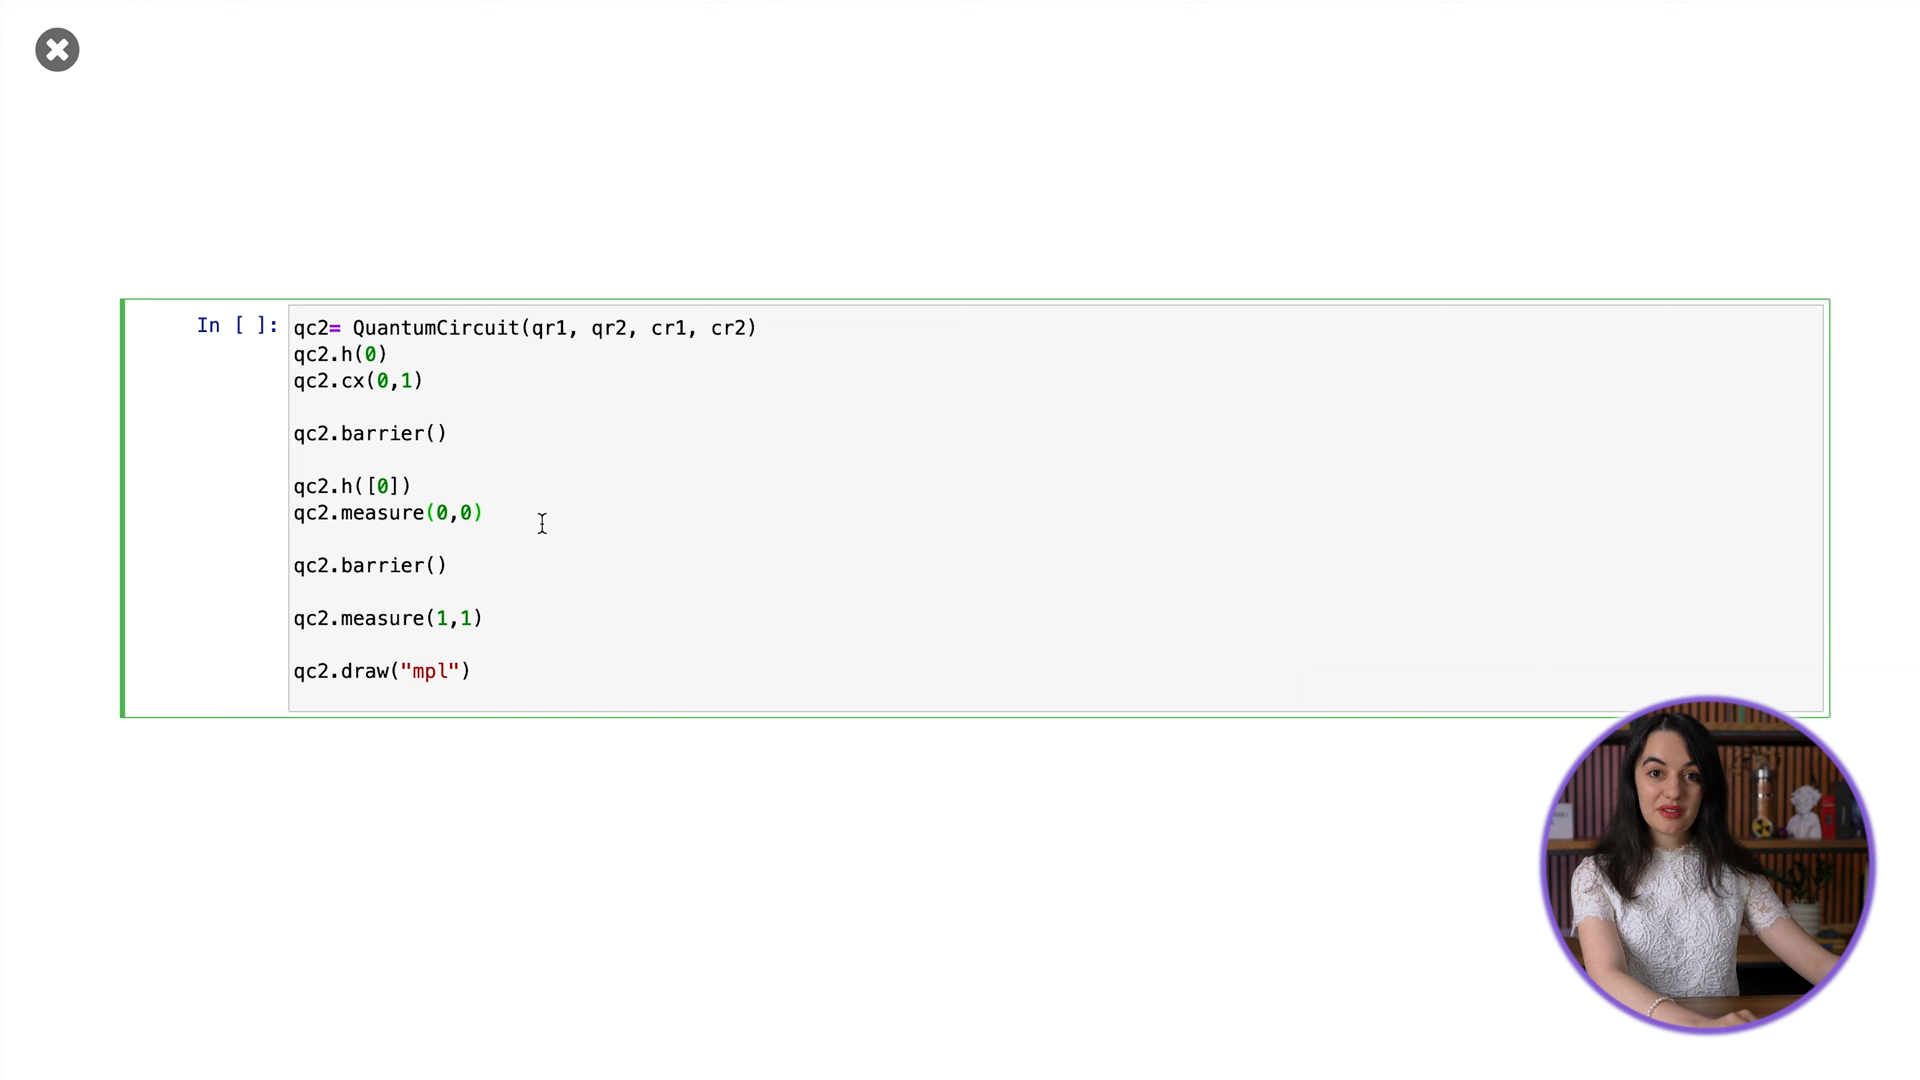 In [ ]:
qc2= QuantumCircuit(qr1, qr2, cr1, cr2)
qc2.h(0)
qc2.cx(0,1)
qc2.barrier()
qc2.h([0])
qc2.measure(0,0)
qc2.barrier()
qc2.measure(1,1)
qc2.draw("mpl")